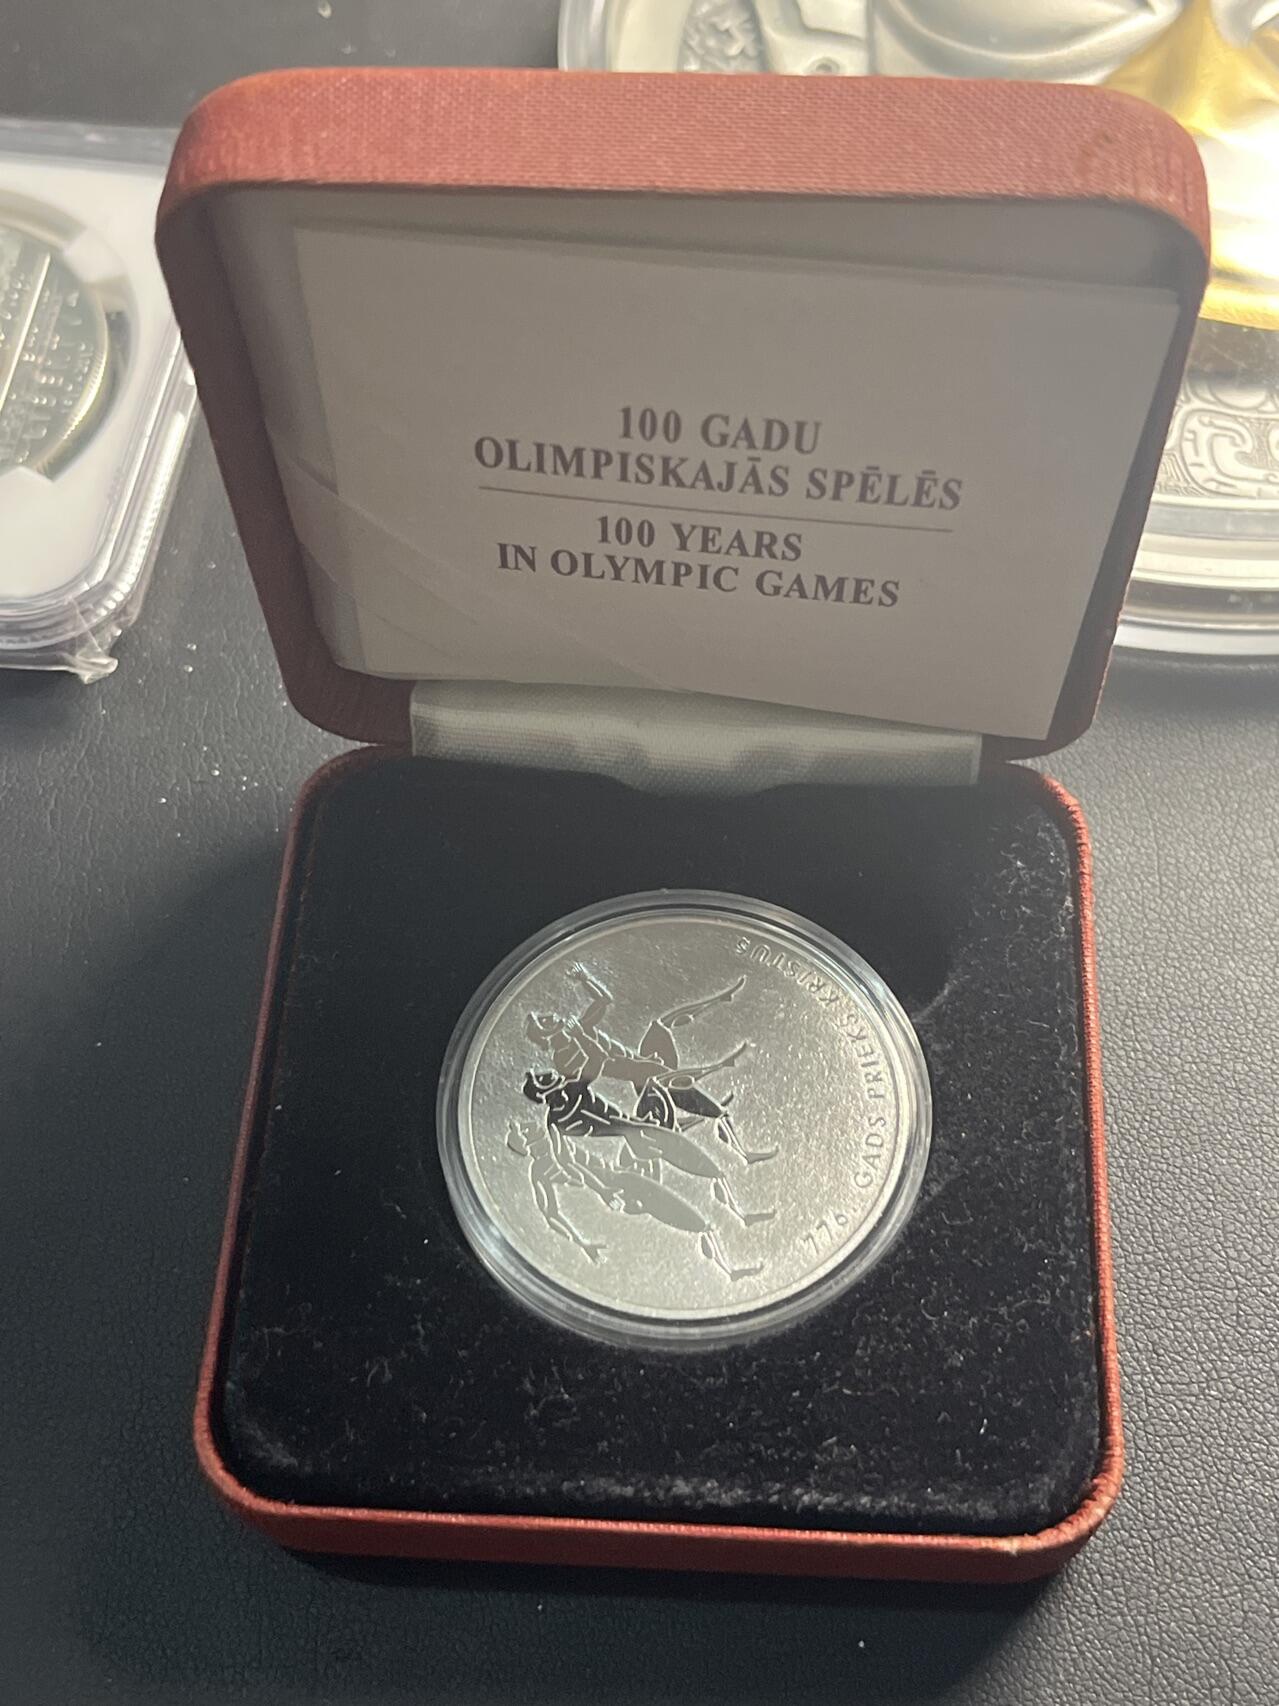 100 GADU
OLIMPISKAJĀS SPĒLĒS
100 YEARS
IN OLYMPIC GAMES
776. GADS PRIEKŠ KRISTUS